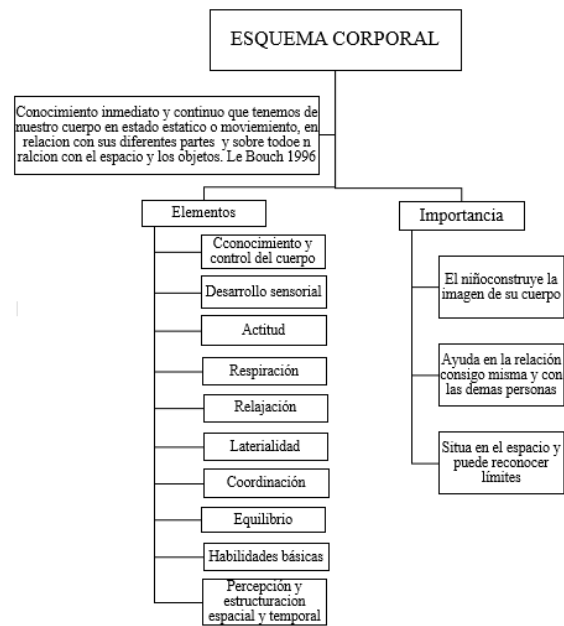 ESQUEMA CORPORAL
Conocimiento inmediato y continuo que tenemos de
nuestro cuerpo en estado estatico o moviemiento, en
relacion con sus diferentes partes y sobre todoe n
ralcion con el espacio y los objetos. Le Bouch 1996
Elementos
Cconocimiento y
control del cuerpo
Desarrollo sensorial
Actitud
Respiración
Relajación
Laterialidad
Coordinación
Equilibrio
Habilidades básicas
Percepción y
estructuracion
espacial y temporal
Importancia
El niñoconstruye la
imagen de su cuerpo
Ayuda en la relación
consigo misma y con
las demas personas
Situa en el espacio y
puede reconocer
límites